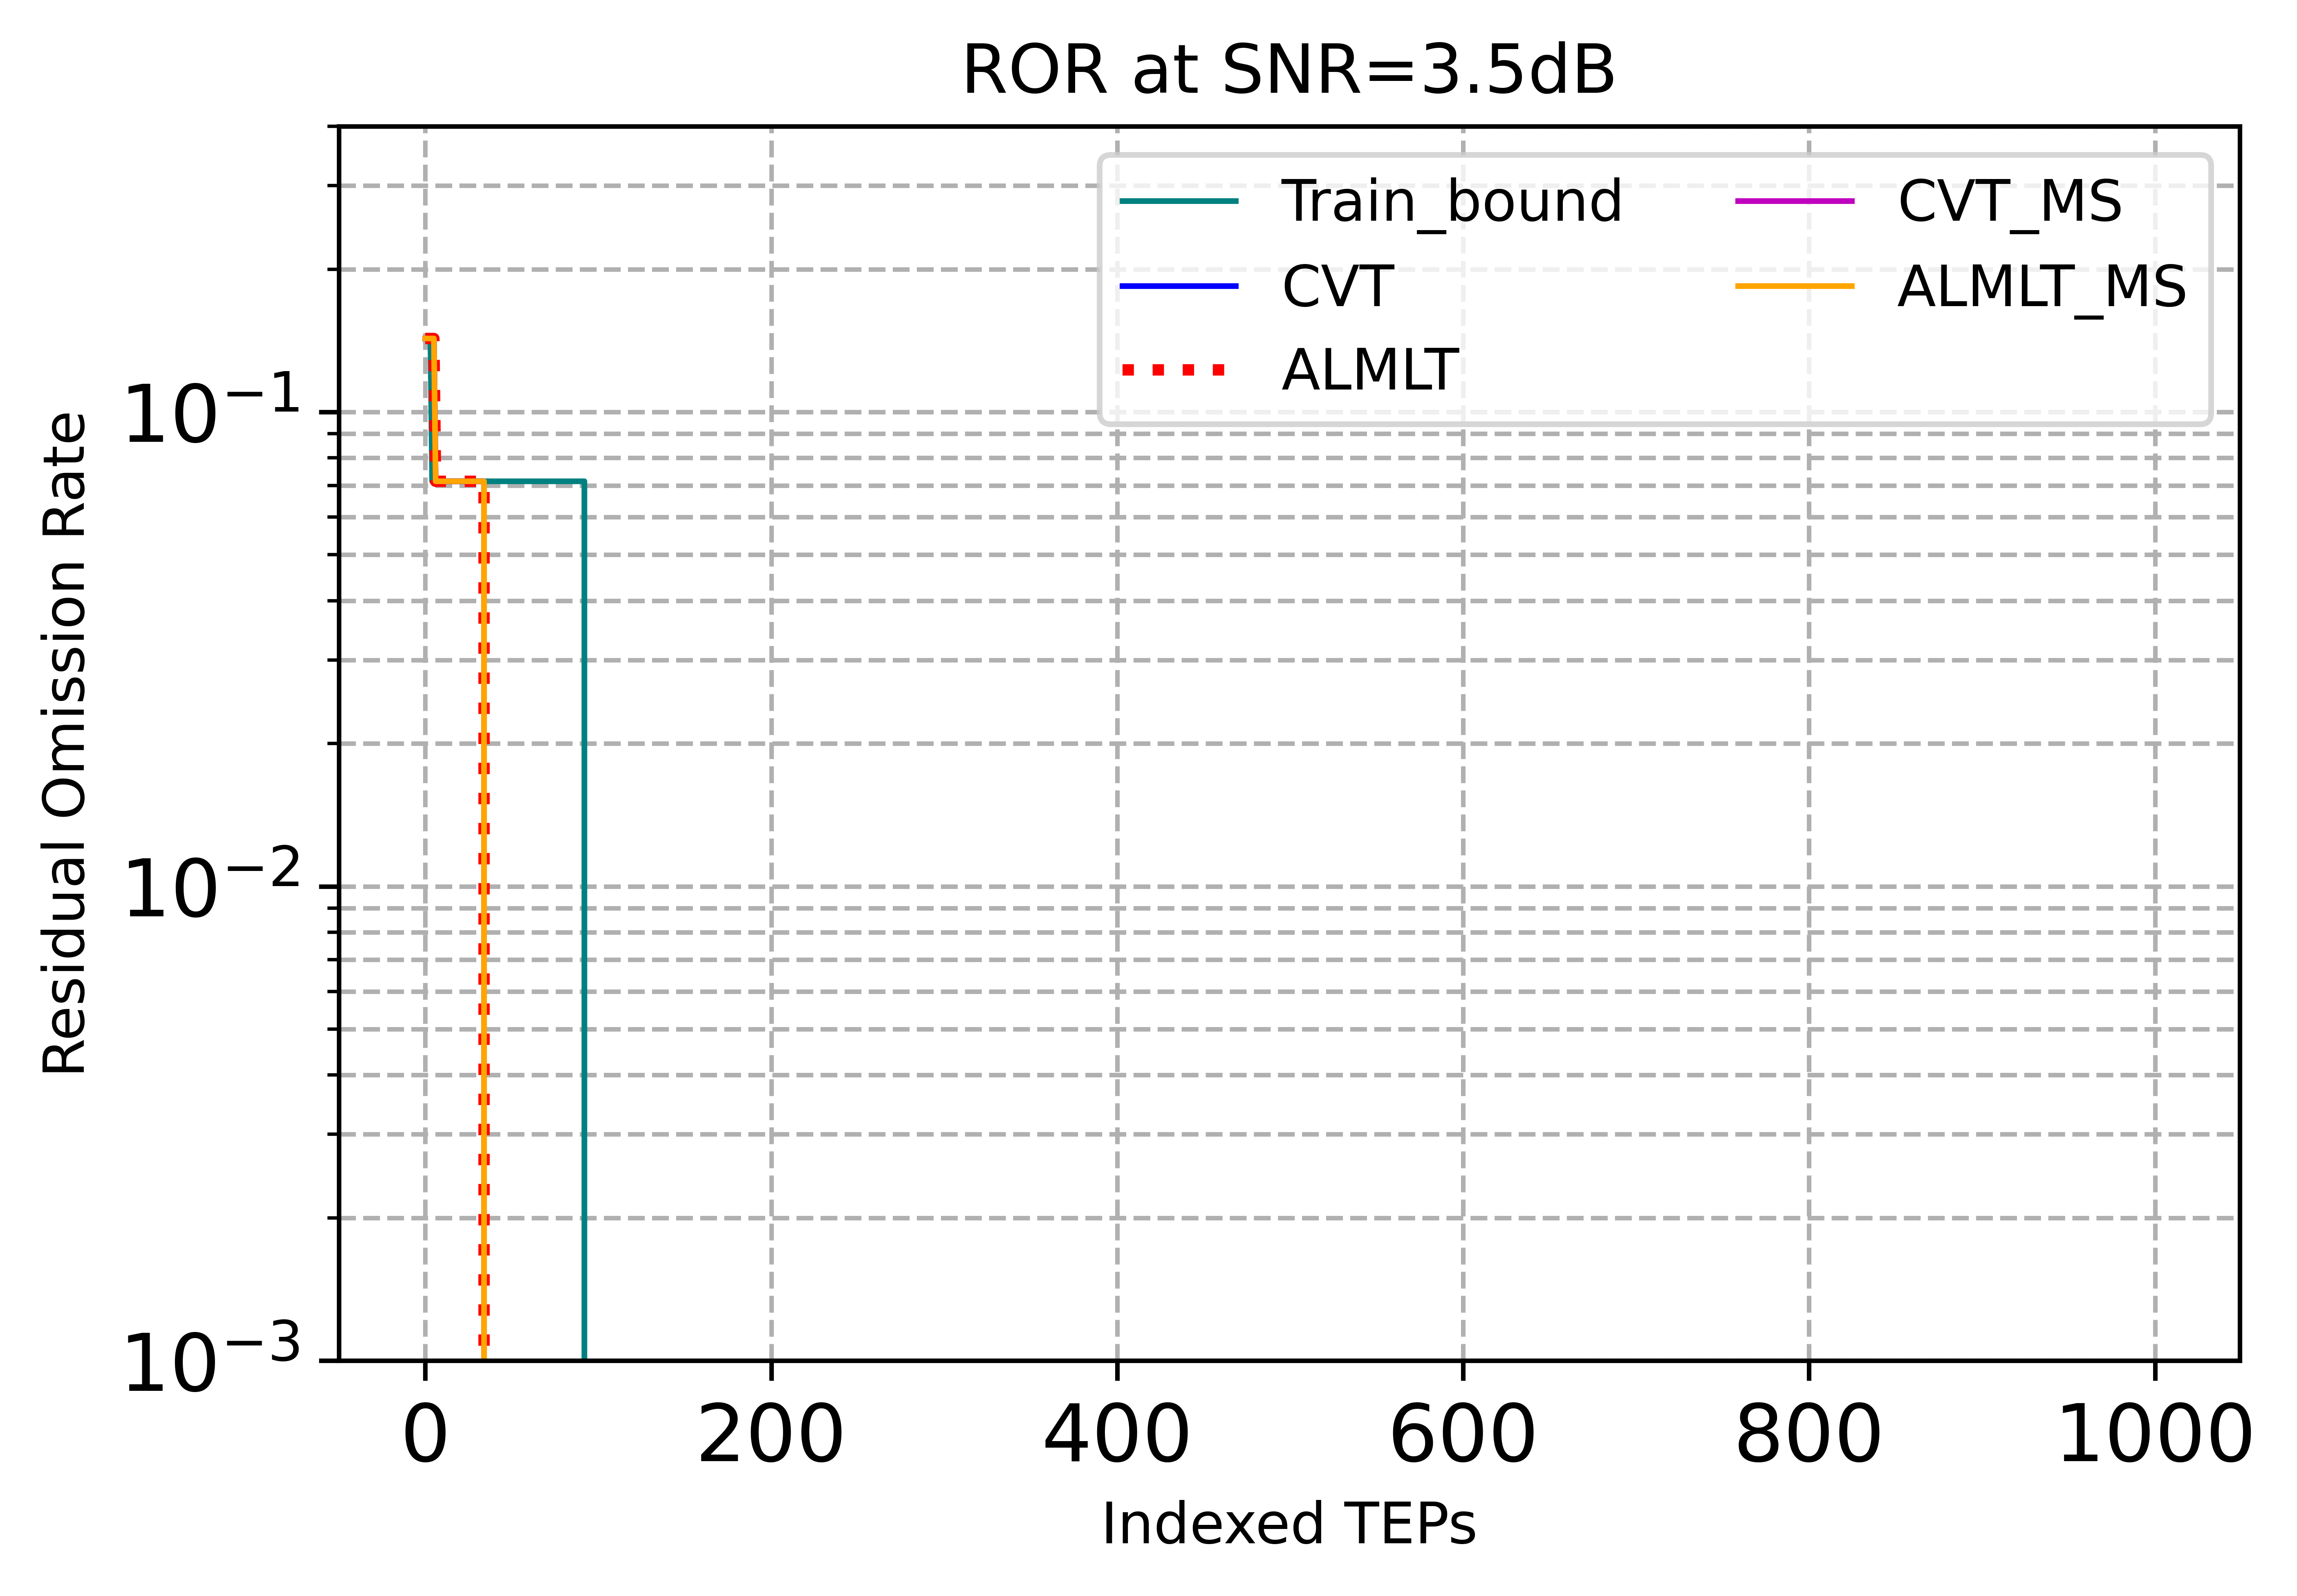 ROR at SNR=3.5dB
Train_bound
CVT
ALMLT
CVT_MS
ALMLT_MS
Residual Omission Rate
10⁻¹
10⁻²
10⁻³
0 200 400 600 800 1000
Indexed TEPs